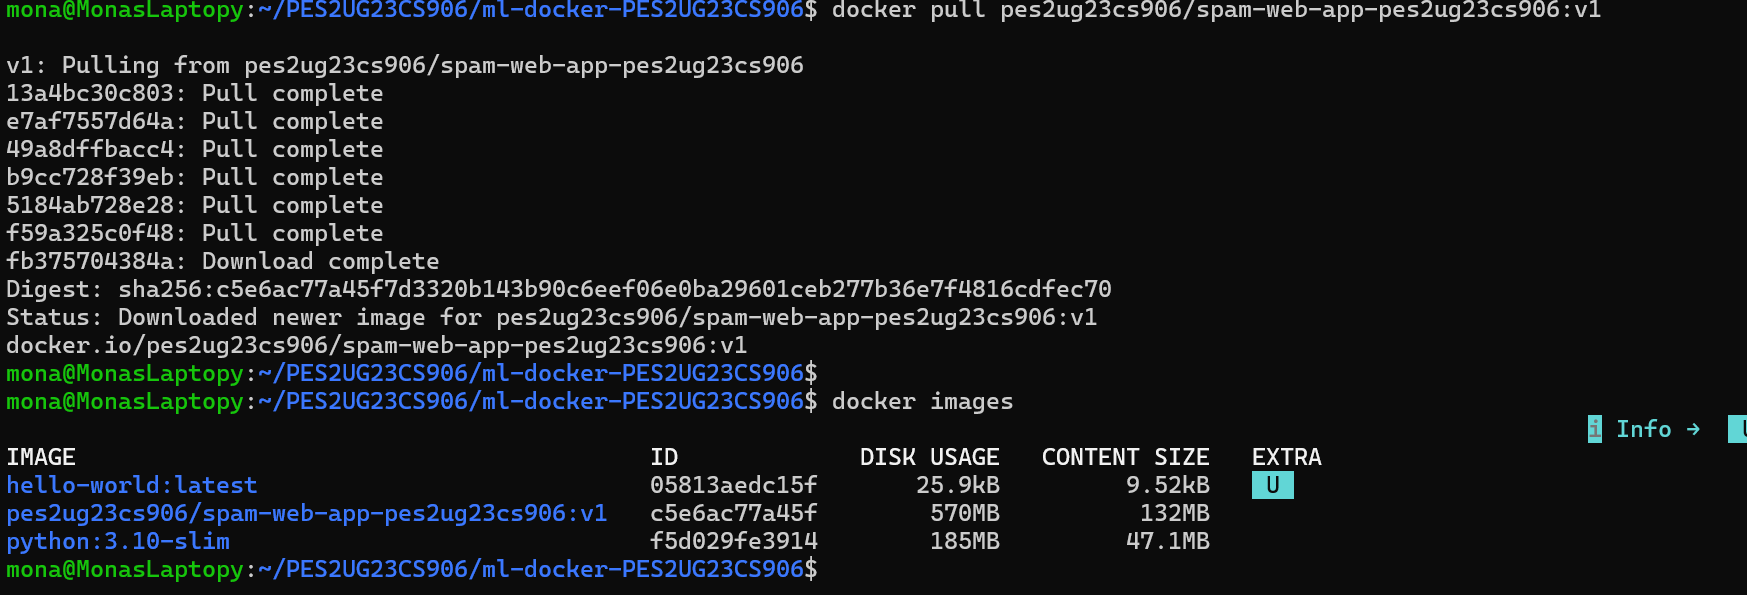 mona@MonasLaptopy:~/PES2UG23CS906/ml-docker-PES2UG23CS906$ docker pull pes2ug23cs906/spam-web-app-pes2ug23cs906:v1
v1: Pulling from pes2ug23cs906/spam-web-app-pes2ug23cs906
13a4bc30c803: Pull complete
e7af7557d64a: Pull complete
49a8dffbacc4: Pull complete
b9cc728f39eb: Pull complete
5184ab728e28: Pull complete
f59a325c0f48: Pull complete
fb375704384a: Download complete
Digest: sha256:c5e6ac77a45f7d3320b143b90c6eef06e0ba29601ceb277b36e7f4816cdfec70
Status: Downloaded newer image for pes2ug23cs906/spam-web-app-pes2ug23cs906:v1
docker.io/pes2ug23cs906/spam-web-app-pes2ug23cs906:v1
mona@MonasLaptopy:~/PES2UG23CS906/ml-docker-PES2UG23CS906$
mona@MonasLaptopy:~/PES2UG23CS906/ml-docker-PES2UG23CS906$ docker images
i Info →
IMAGE ID DISK USAGE CONTENT SIZE EXTRA
hello-world:latest 05813aedc15f 25.9kB 9.52kB U
pes2ug23cs906/spam-web-app-pes2ug23cs906:v1 c5e6ac77a45f 570MB 132MB
python:3.10-slim f5d029fe3914 185MB 47.1MB
mona@MonasLaptopy:~/PES2UG23CS906/ml-docker-PES2UG23CS906$